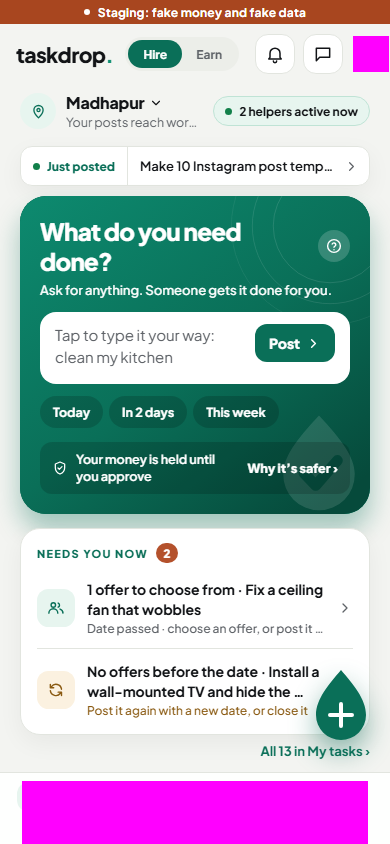 Staging: fake money and fake data
taskdrop.
Hire
Earn
Madhapur
Your posts reach wor…
2 helpers active now
Just posted
Make 10 Instagram post temp…
What do you need
done?
Ask for anything. Someone gets it done for you.
Tap to type it your way:
clean my kitchen
Post
Today
In 2 days
This week
Your money is held until
you approve
Why it's safer ›
NEEDS YOU NOW
2
1 offer to choose from · Fix a ceiling
fan that wobbles
Date passed · choose an offer, or post it …
No offers before the date · Install a
wall-mounted TV and hide the …
Post it again with a new date, or close it
All 13 in My tasks ›